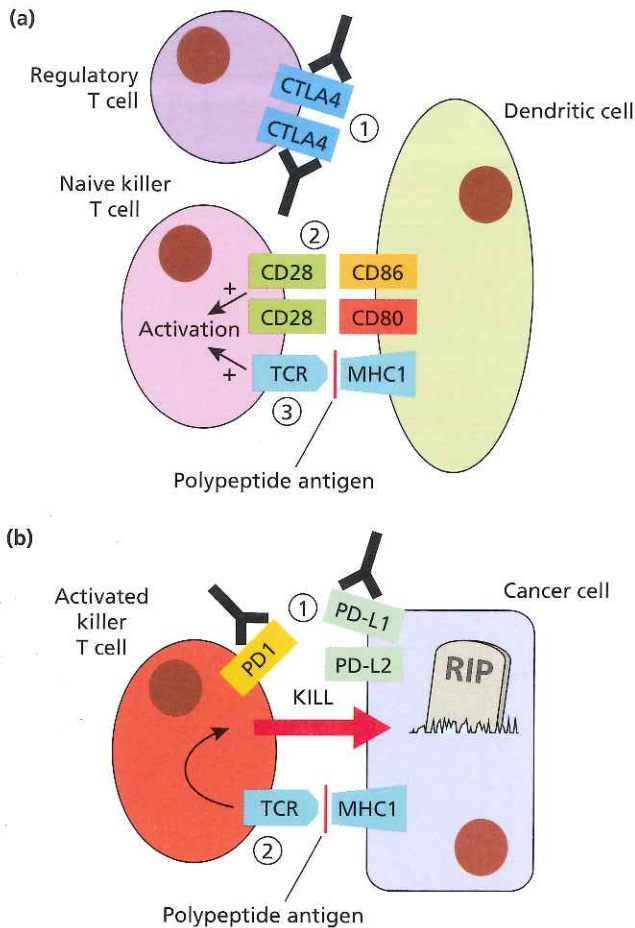 (a)
Regulatory
T cell
CTLA4
CTLA4
1
Dendritic cell
Naive killer
T cell
2
CD28
CD86
+
Activation
CD28
CD80
+
TCR
MHC1
3
Polypeptide antigen
(b)
Activated
killer
T cell
1
PD-L1
Cancer cell
PD1
PD-L2
RIP
KILL
TCR
MHC1
2
Polypeptide antigen